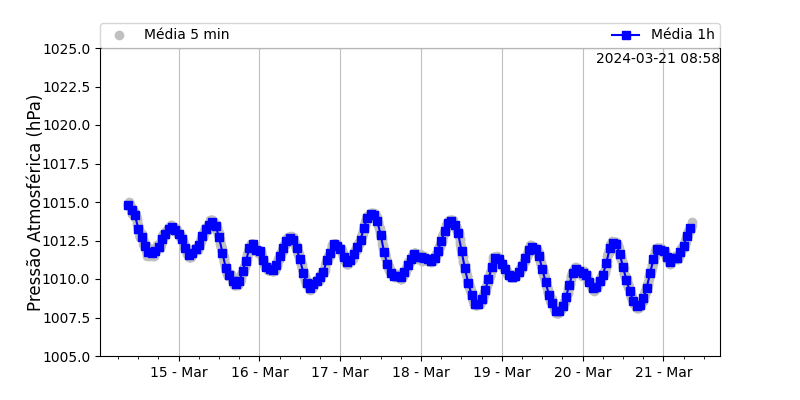 Média 5 min
Média 1h
2024-03-21 08:58
Pressão Atmosférica (hPa)
1025.0
1022.5
1020.0
1017.5
1015.0
1012.5
1010.0
1007.5
1005.0
15 - Mar
16 - Mar
17 - Mar
18 - Mar
19 - Mar
20 - Mar
21 - Mar